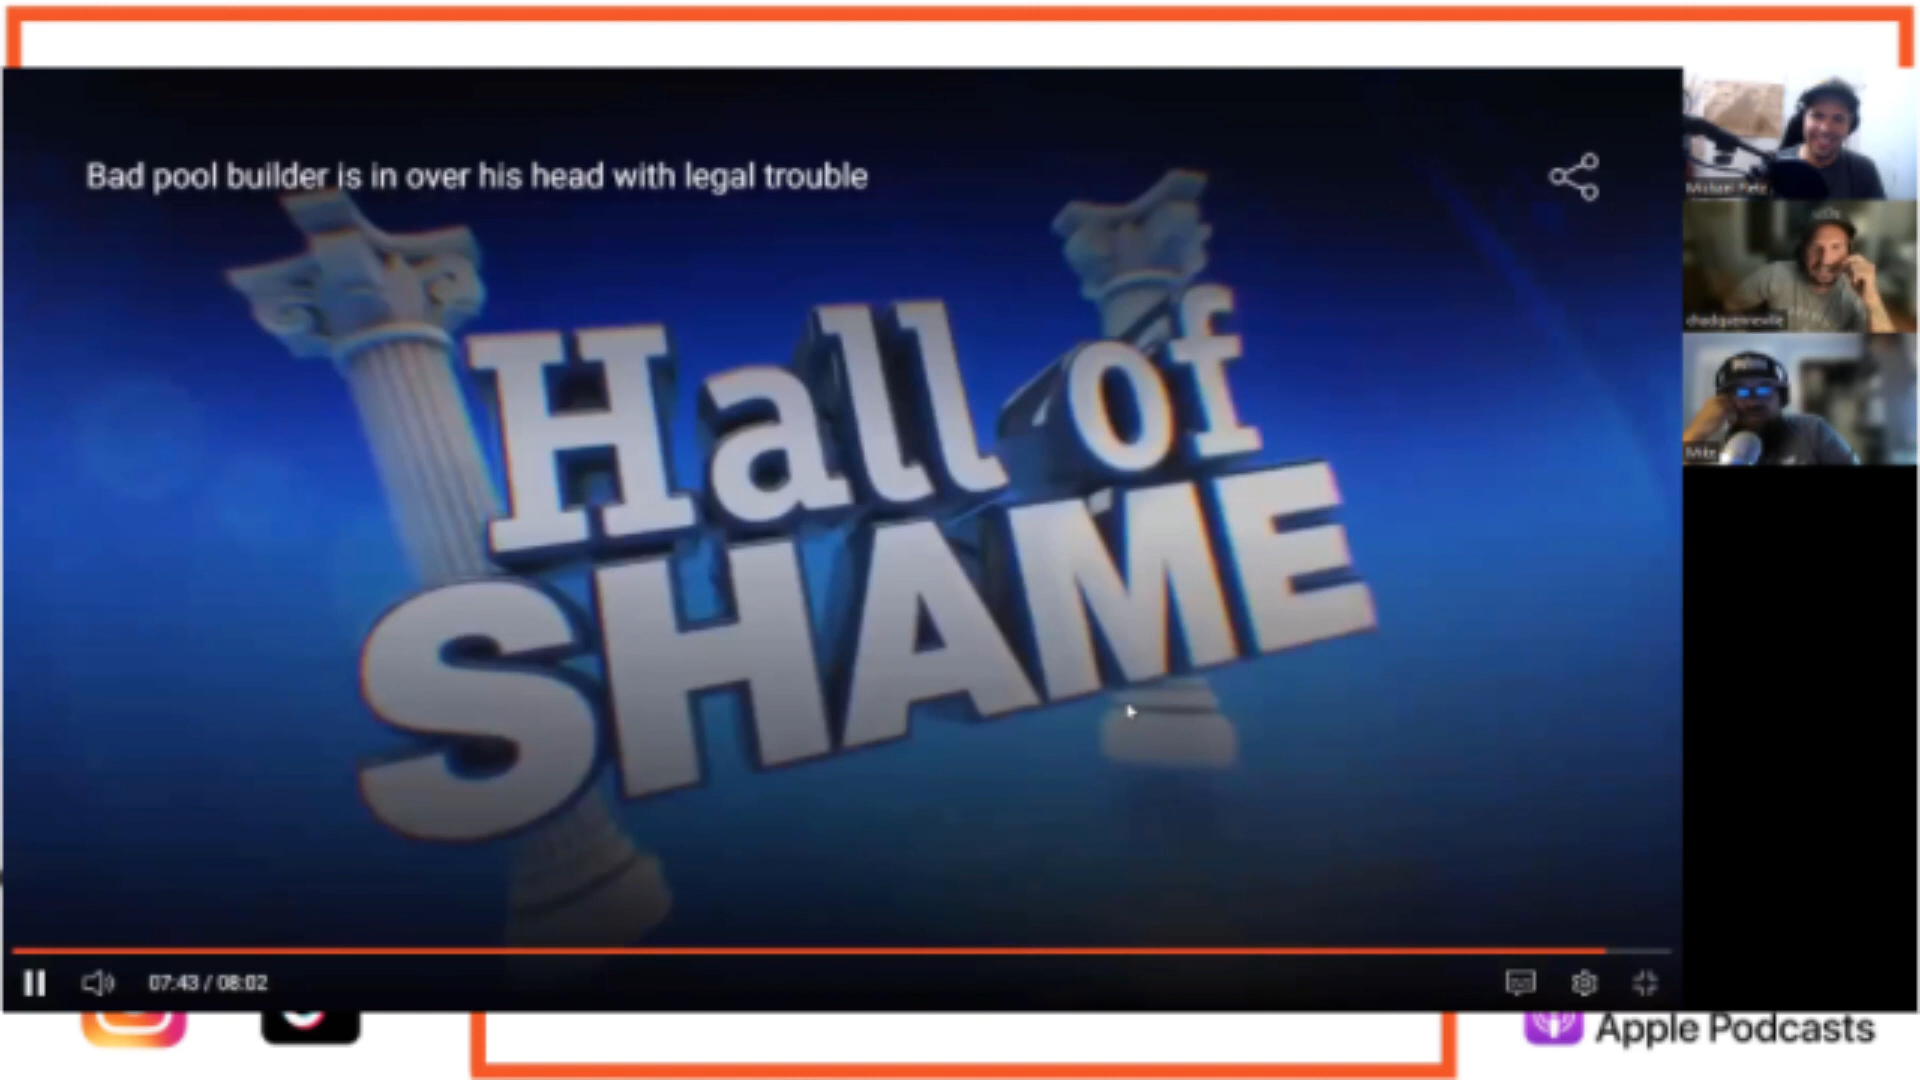 Bad pool builder is in over his head with legal trouble
Hall of
SHAME
07:43 / 08:02
Mike
Apple Podcasts